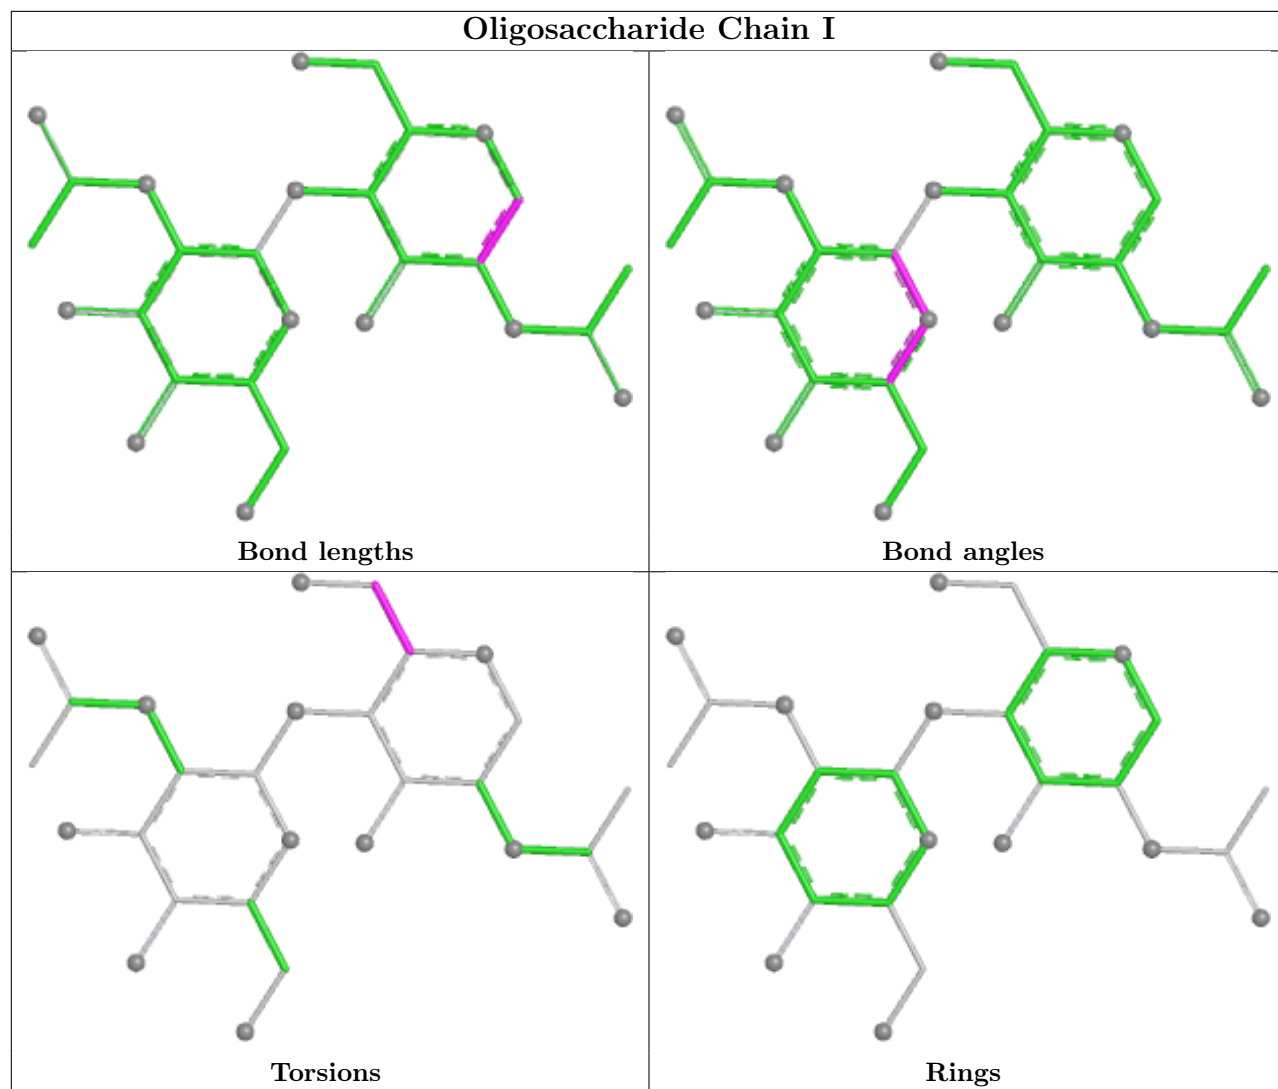 Oligosaccharide Chain I
Bond lengths
Bond angles
Torsions
Rings